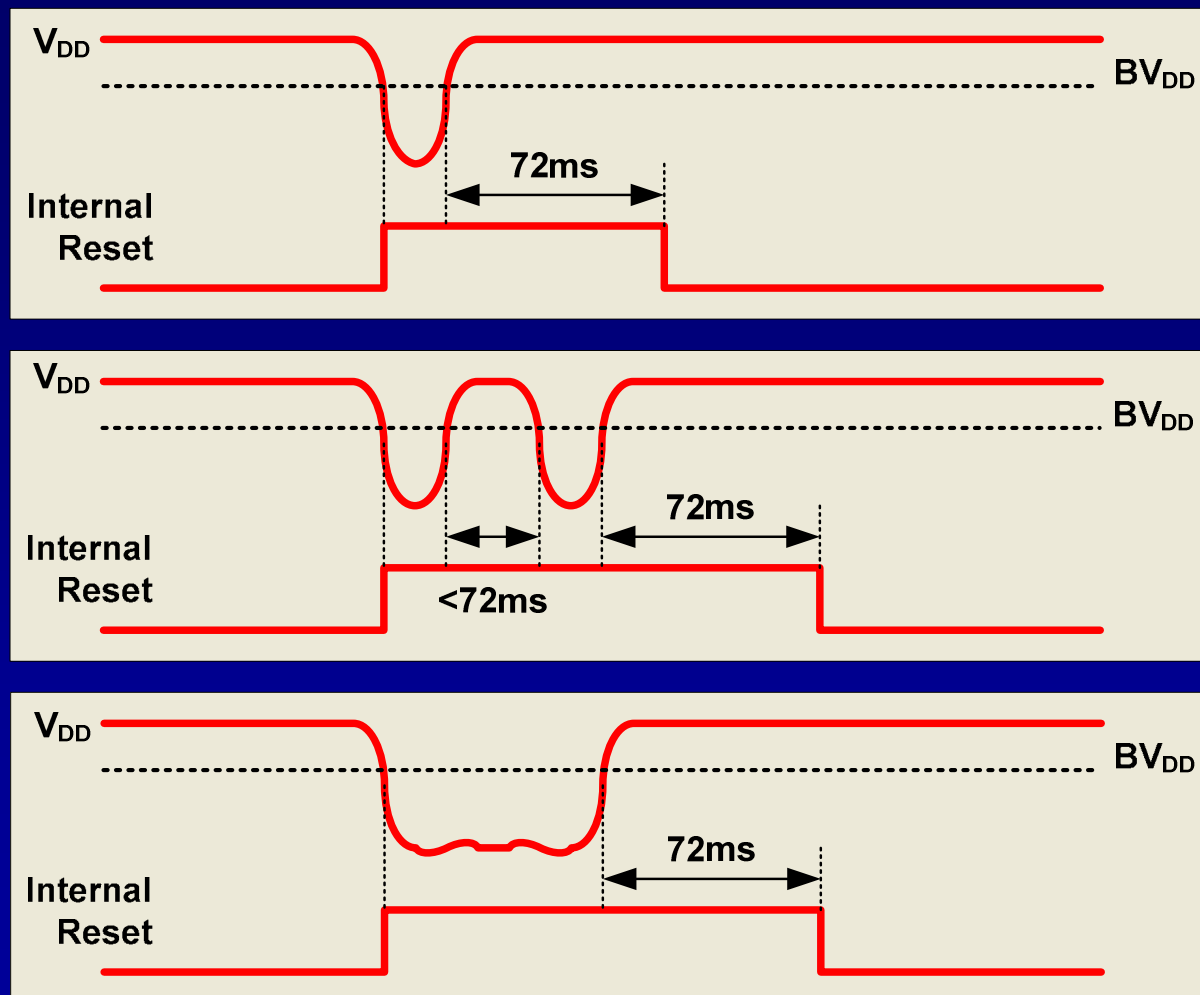 VDD
BVDD
72ms
Internal
Reset
VDD
BVDD
72ms
Internal
Reset
<72ms
VDD
BVDD
72ms
Internal
Reset